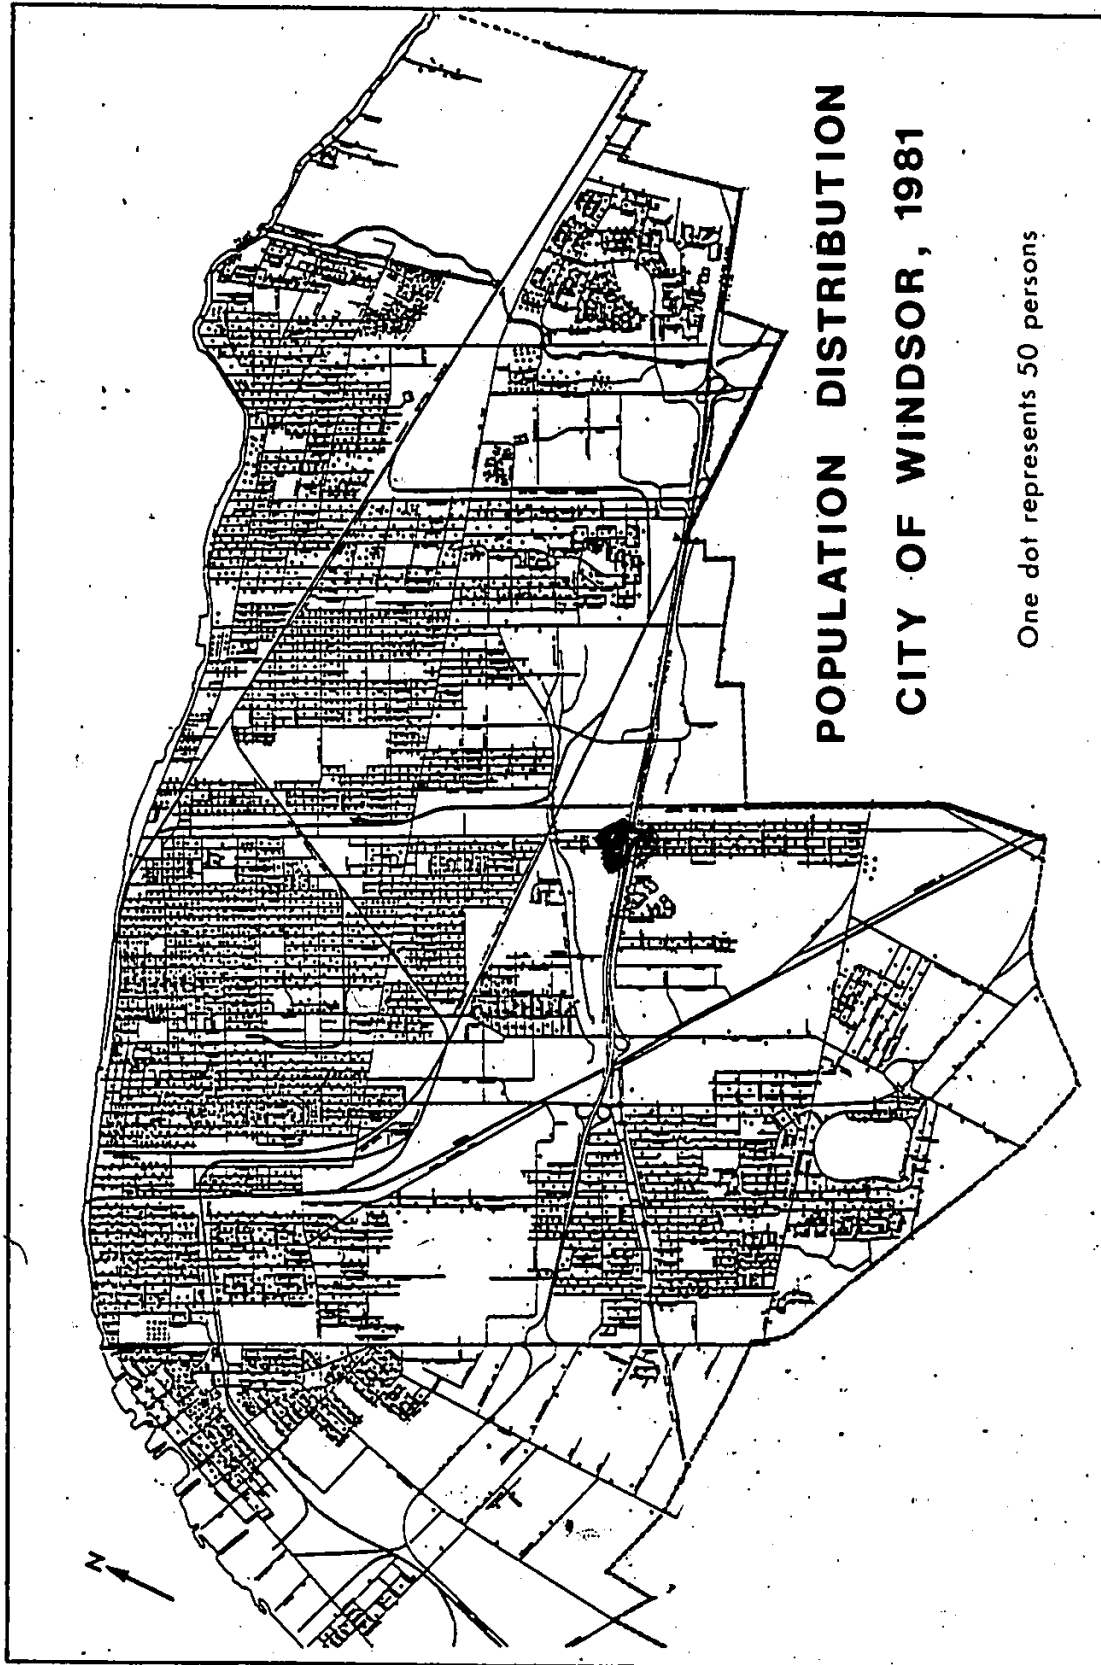 POPULATION DISTRIBUTION
CITY OF WINDSOR, 1981
One dot represents 50 persons
N